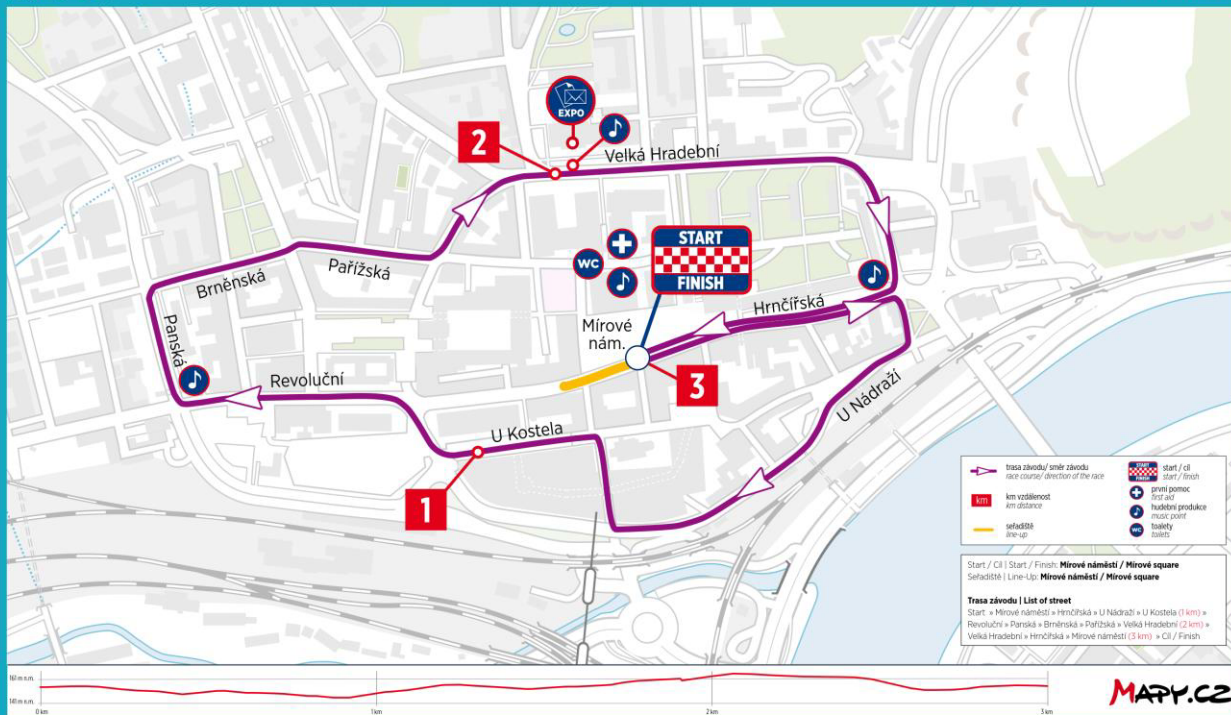 EXPO
2
Velká Hradební
START
FINISH
WC
Pařížská
Brněnská
Hrnčířská
Mírové
nám.
Panská
3
Revoluční
U Nádraží
U Kostela
1
trasa závodu/ směr závodu
race course/ direction of the race
START
FINISH
start / cíl
start / finish
první pomoc
first aid
km
km vzdálenost
km distance
hudební produkce
music point
seřadiště
line-up
WC
toalety
toilets
Start / Cíl | Start / Finish: Mírové náměstí / Mírové square
Seřadiště | Line-Up: Mírové náměstí / Mírové square
Trasa závodu | List of street
Start » Mírové náměstí » Hrnčířská » U Nádraží » U Kostela (1 km) »
Revoluční » Panská » Brněnská » Pařížská » Velká Hradební (2 km) »
Velká Hradební » Hrnčířská » Mírové náměstí (3 km) » Cíl / Finish
161 m n.m.
141 m n.m.
0 km
1 km
2 km
3 km
MAPY.CZ